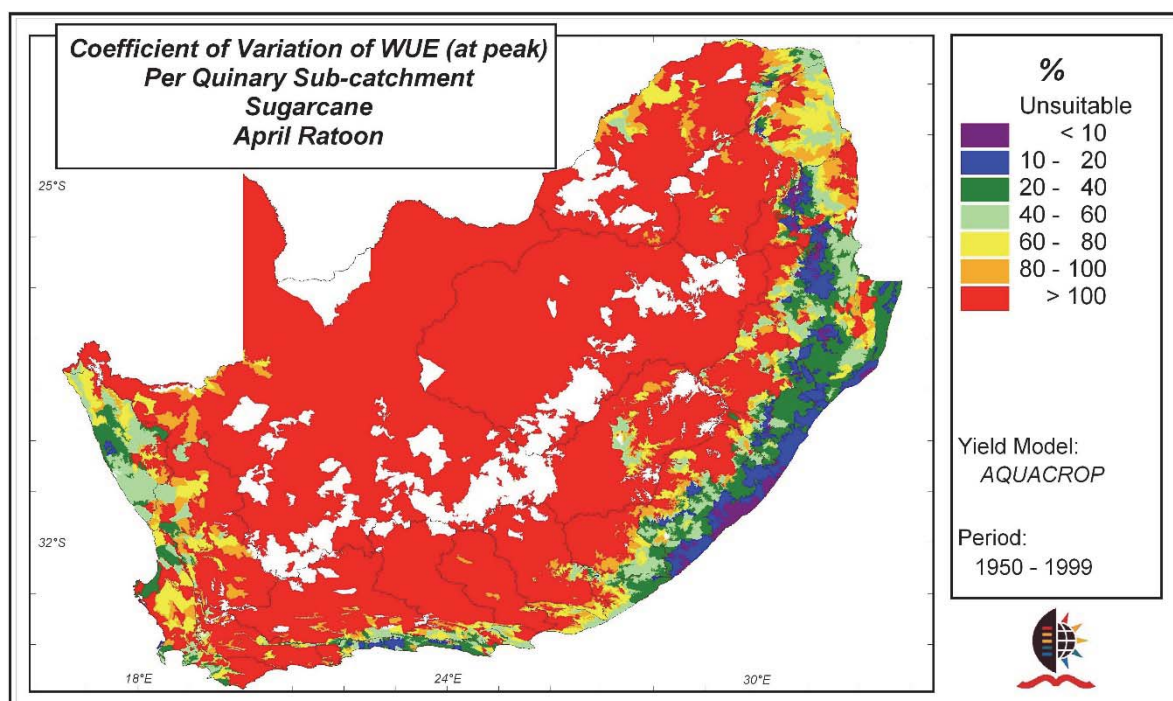 Coefficient of Variation of WUE (at peak)
Per Quinary Sub-catchment
Sugarcane
April Ratoon
25°S
32°S
18°E
24°E
30°E
%
Unsuitable
< 10
10 - 20
20 - 40
40 - 60
60 - 80
80 - 100
> 100
Yield Model:
AQUACROP
Period:
1950 - 1999